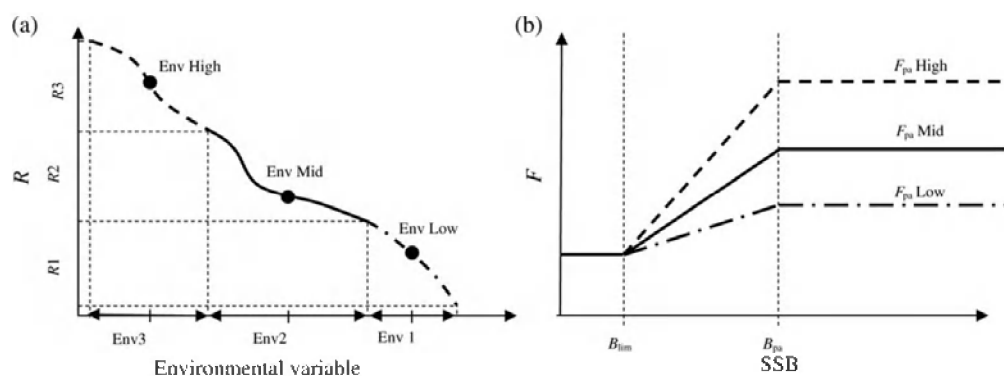 (a)
R
R3
R2
R1
Env High
Env Mid
Env Low
Env3
Env2
Env 1
Environmental variable
(b)
F
Fpa High
Fpa Mid
Fpa Low
Blim
Bpa
SSB